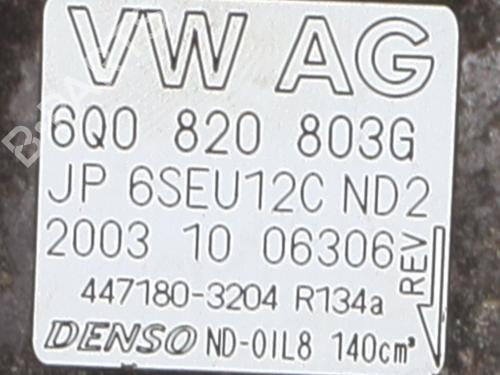 VW AG
6Q0 820 803G
JP 6SEU12C ND2
2003 10 06306
REV
447180-3204 R134a
DENSO ND-OIL8 140cm³